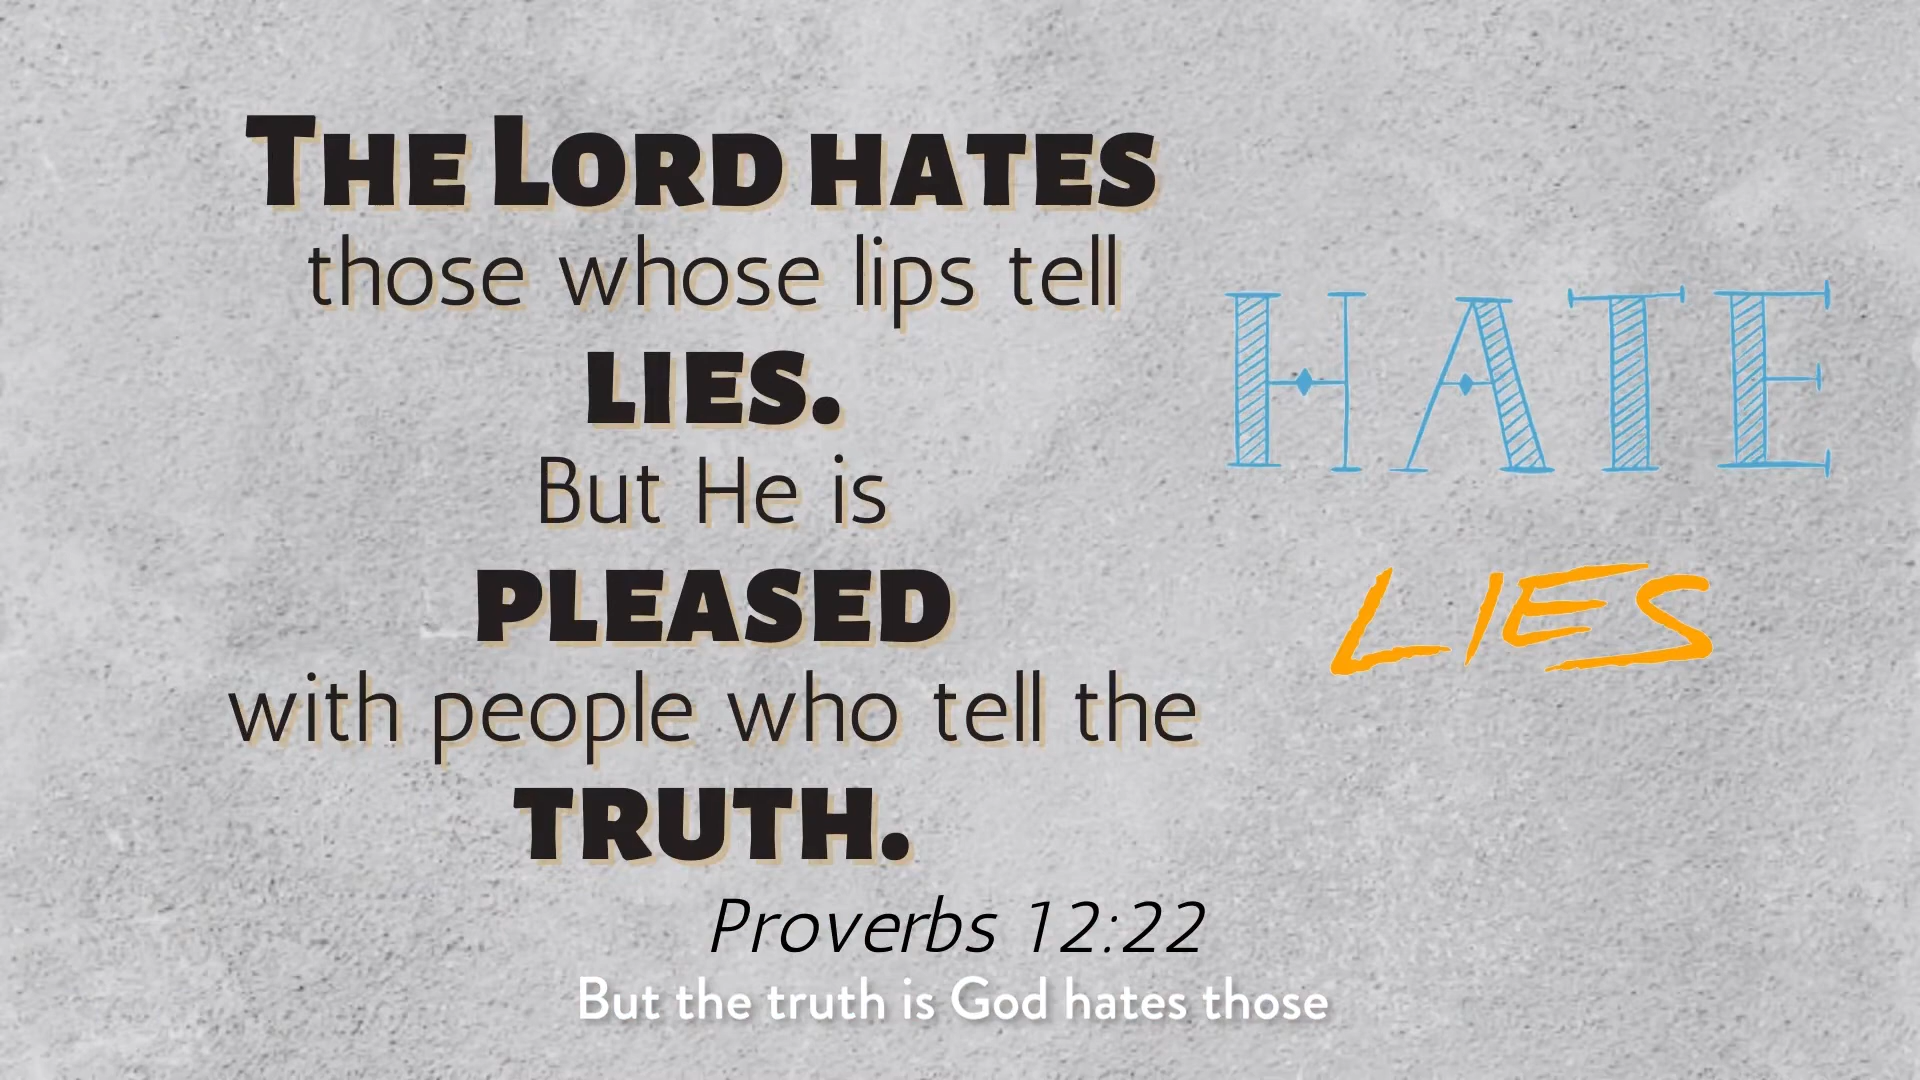 THE LORD HATES
those whose lips tell
LIES.
But He is
PLEASED
with people who tell the
TRUTH.
Proverbs 12:22
HATE
LIES
But the truth is God hates those